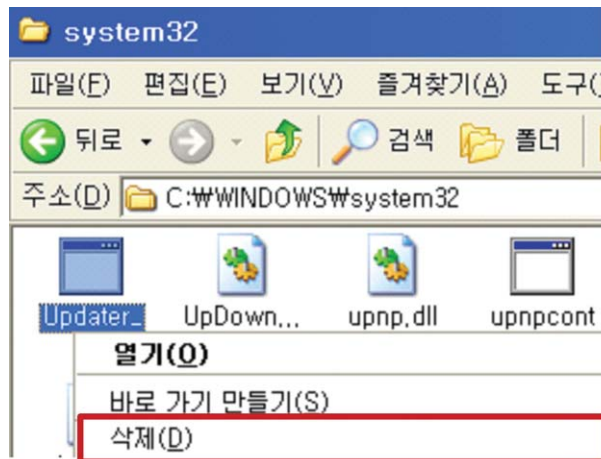 system32
파일(F) 편집(E) 보기(V) 즐겨찾기(A) 도구(
뒤로 검색 폴더
주소(D) C:₩WINDOWS₩system32
Updater_ UpDown... upnp.dll upnpcont
열기(O)
바로 가기 만들기(S)
삭제(D)